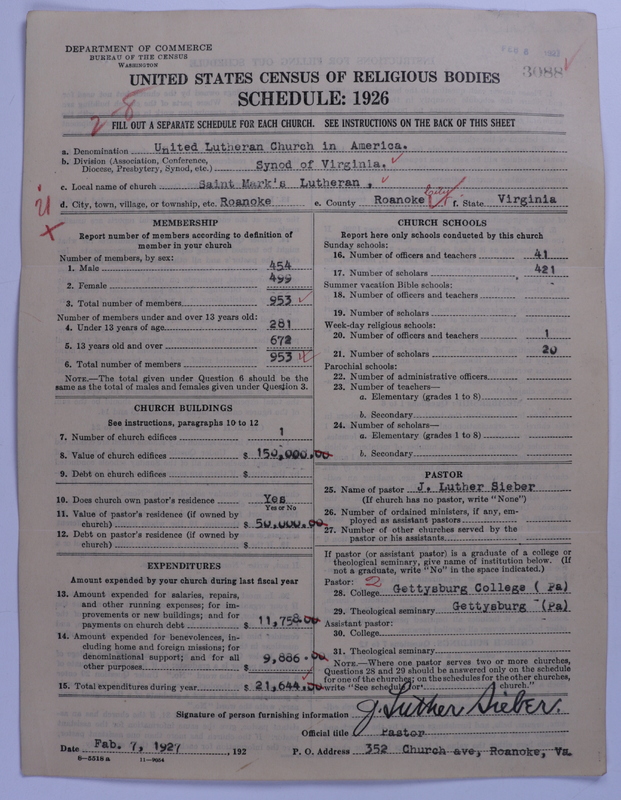 DEPARTMENT OF COMMERCE
BUREAU OF THE CENSUS
WASHINGTON
3088
UNITED STATES CENSUS OF RELIGIOUS BODIES
SCHEDULE: 1926
2-8
FILL OUT A SEPARATE SCHEDULE FOR EACH CHURCH. SEE INSTRUCTIONS ON THE BACK OF THIS SHEET
a. Denomination United Lutheran Church in America.
b. Division (Association, Conference, Diocese, Presbytery, Synod, etc.) Synod of Virginia.
c. Local name of church Saint Mark's Lutheran ,
d. City, town, village, or township, etc. Roanoke e. County Roanoke f. State Virginia
MEMBERSHIP
Report number of members according to definition of
member in your church
Number of members, by sex:
1. Male 454
2. Female 499
3. Total number of members 953
Number of members under and over 13 years old:
4. Under 13 years of age 281
5. 13 years old and over 672
6. Total number of members 953
NOTE.—The total given under Question 6 should be the
same as the total of males and females given under Question 3.
CHURCH BUILDINGS
See instructions, paragraphs 10 to 12
7. Number of church edifices 1
8. Value of church edifices $ 150,000.00
9. Debt on church edifices $
10. Does church own pastor's residence Yes
Yes or No
11. Value of pastor's residence (if owned by
church) $ 50,000.00
12. Debt on pastor's residence (if owned by
church) $
EXPENDITURES
Amount expended by your church during last fiscal year
13. Amount expended for salaries, repairs,
and other running expenses; for im-
provements or new buildings; and for
payments on church debt $ 11,758.00
14. Amount expended for benevolences, in-
cluding home and foreign missions; for
denominational support; and for all
other purposes $ 9,886.00
15. Total expenditures during year $ 21,644.00
CHURCH SCHOOLS
Report here only schools conducted by this church
Sunday schools:
16. Number of officers and teachers 41
17. Number of scholars 421
Summer vacation Bible schools:
18. Number of officers and teachers
19. Number of scholars
Week-day religious schools:
20. Number of officers and teachers 1
21. Number of scholars 20
Parochial schools:
22. Number of administrative officers
23. Number of teachers—
a. Elementary (grades 1 to 8)
b. Secondary
24. Number of scholars—
a. Elementary (grades 1 to 8)
b. Secondary
PASTOR
25. Name of pastor J. Luther Sieber
(If church has no pastor, write "None")
26. Number of ordained ministers, if any, em-
ployed as assistant pastors
27. Number of other churches served by the
pastor or his assistants
If pastor (or assistant pastor) is a graduate of a college or
theological seminary, give name of institution below. (If
not a graduate, write "No" in the space indicated.)
Pastor: 2
28. College Gettysburg College ( Pa)
29. Theological seminary Gettysburg " (Pa)
Assistant pastor:
30. College
31. Theological seminary
NOTE.—Where one pastor serves two or more churches,
Questions 28 and 29 should be answered only on the schedule
for one of the churches; on the schedules for the other churches,
write "See schedule for church."
Signature of person furnishing information J. Luther Sieber.
Official title Pastor
Date Fab. 7, 1927 , 192 P. O. Address 352 Church ave, Roanoke, Va.
8—5518 a 11—9054